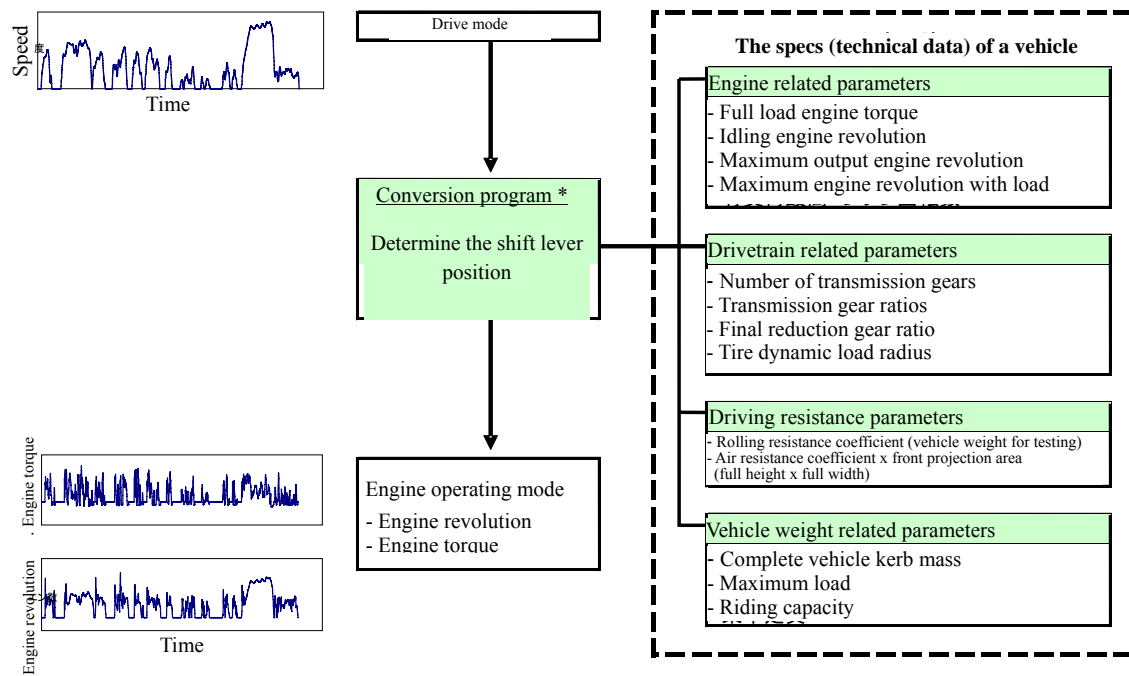 Speed
度
Time
Drive mode
Conversion program *
Determine the shift lever
position
Engine operating mode
- Engine revolution
- Engine torque
. Engine torque
Engine revolution
Time
The specs (technical data) of a vehicle
Engine related parameters
- Full load engine torque
- Idling engine revolution
- Maximum output engine revolution
- Maximum engine revolution with load
Drivetrain related parameters
- Number of transmission gears
- Transmission gear ratios
- Final reduction gear ratio
- Tire dynamic load radius
Driving resistance parameters
- Rolling resistance coefficient (vehicle weight for testing)
- Air resistance coefficient x front projection area
(full height x full width)
Vehicle weight related parameters
- Complete vehicle kerb mass
- Maximum load
- Riding capacity